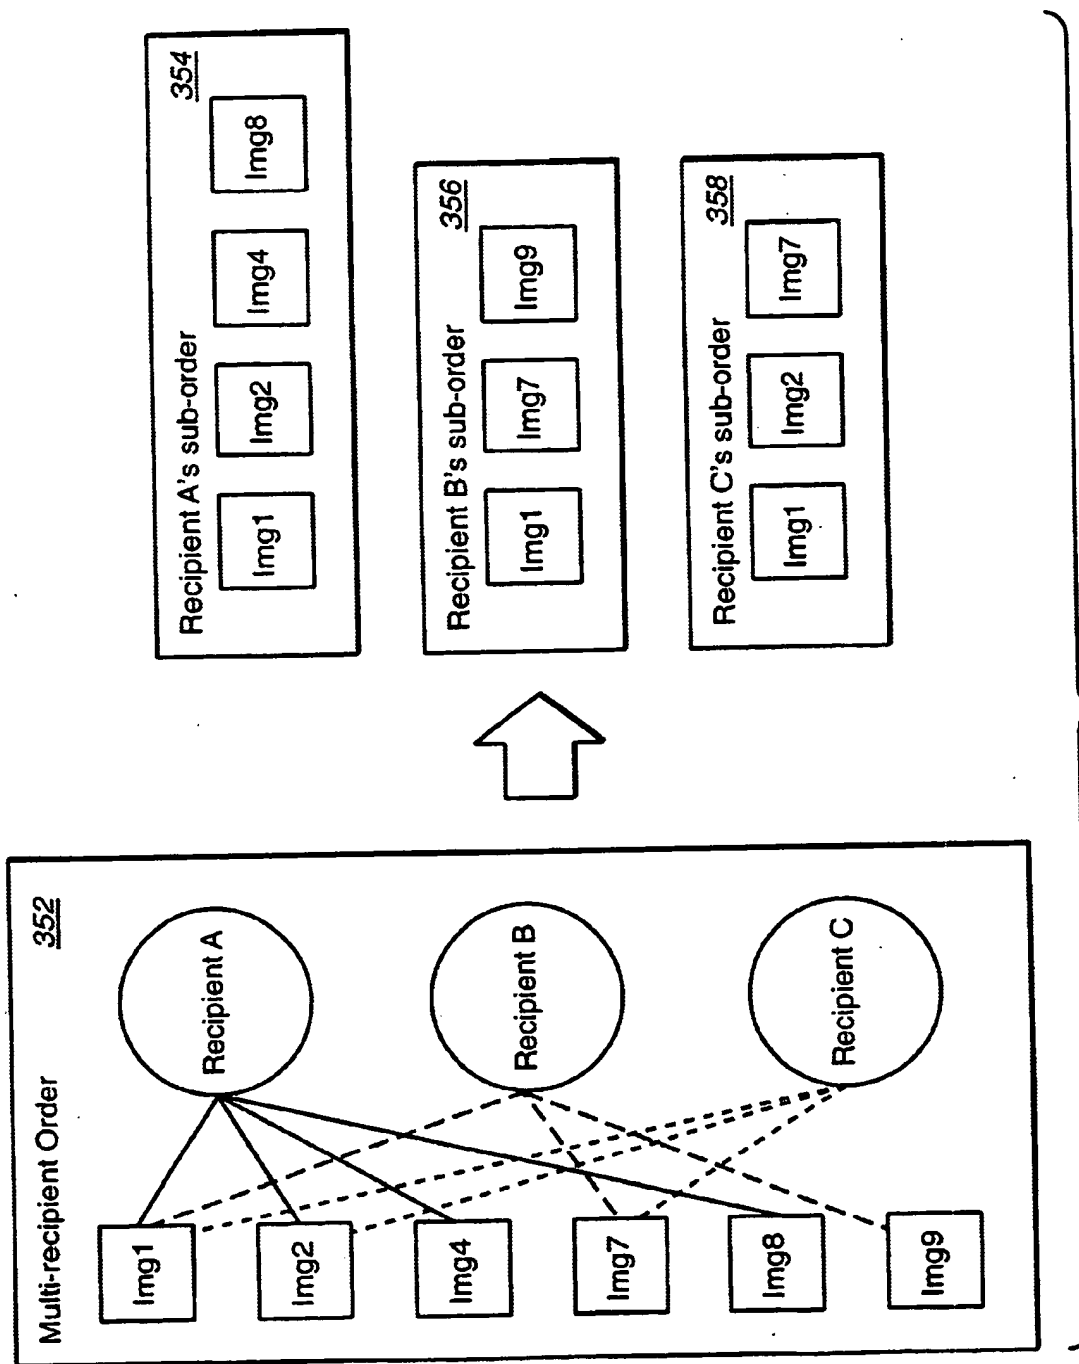 Multi-recipient Order
352
Img1
Img2
Img4
Img7
Img8
Img9
Recipient A
Recipient B
Recipient C
Recipient A's sub-order
354
Img1
Img2
Img4
Img8
Recipient B's sub-order
356
Img1
Img7
Img9
Recipient C's sub-order
358
Img1
Img2
Img7